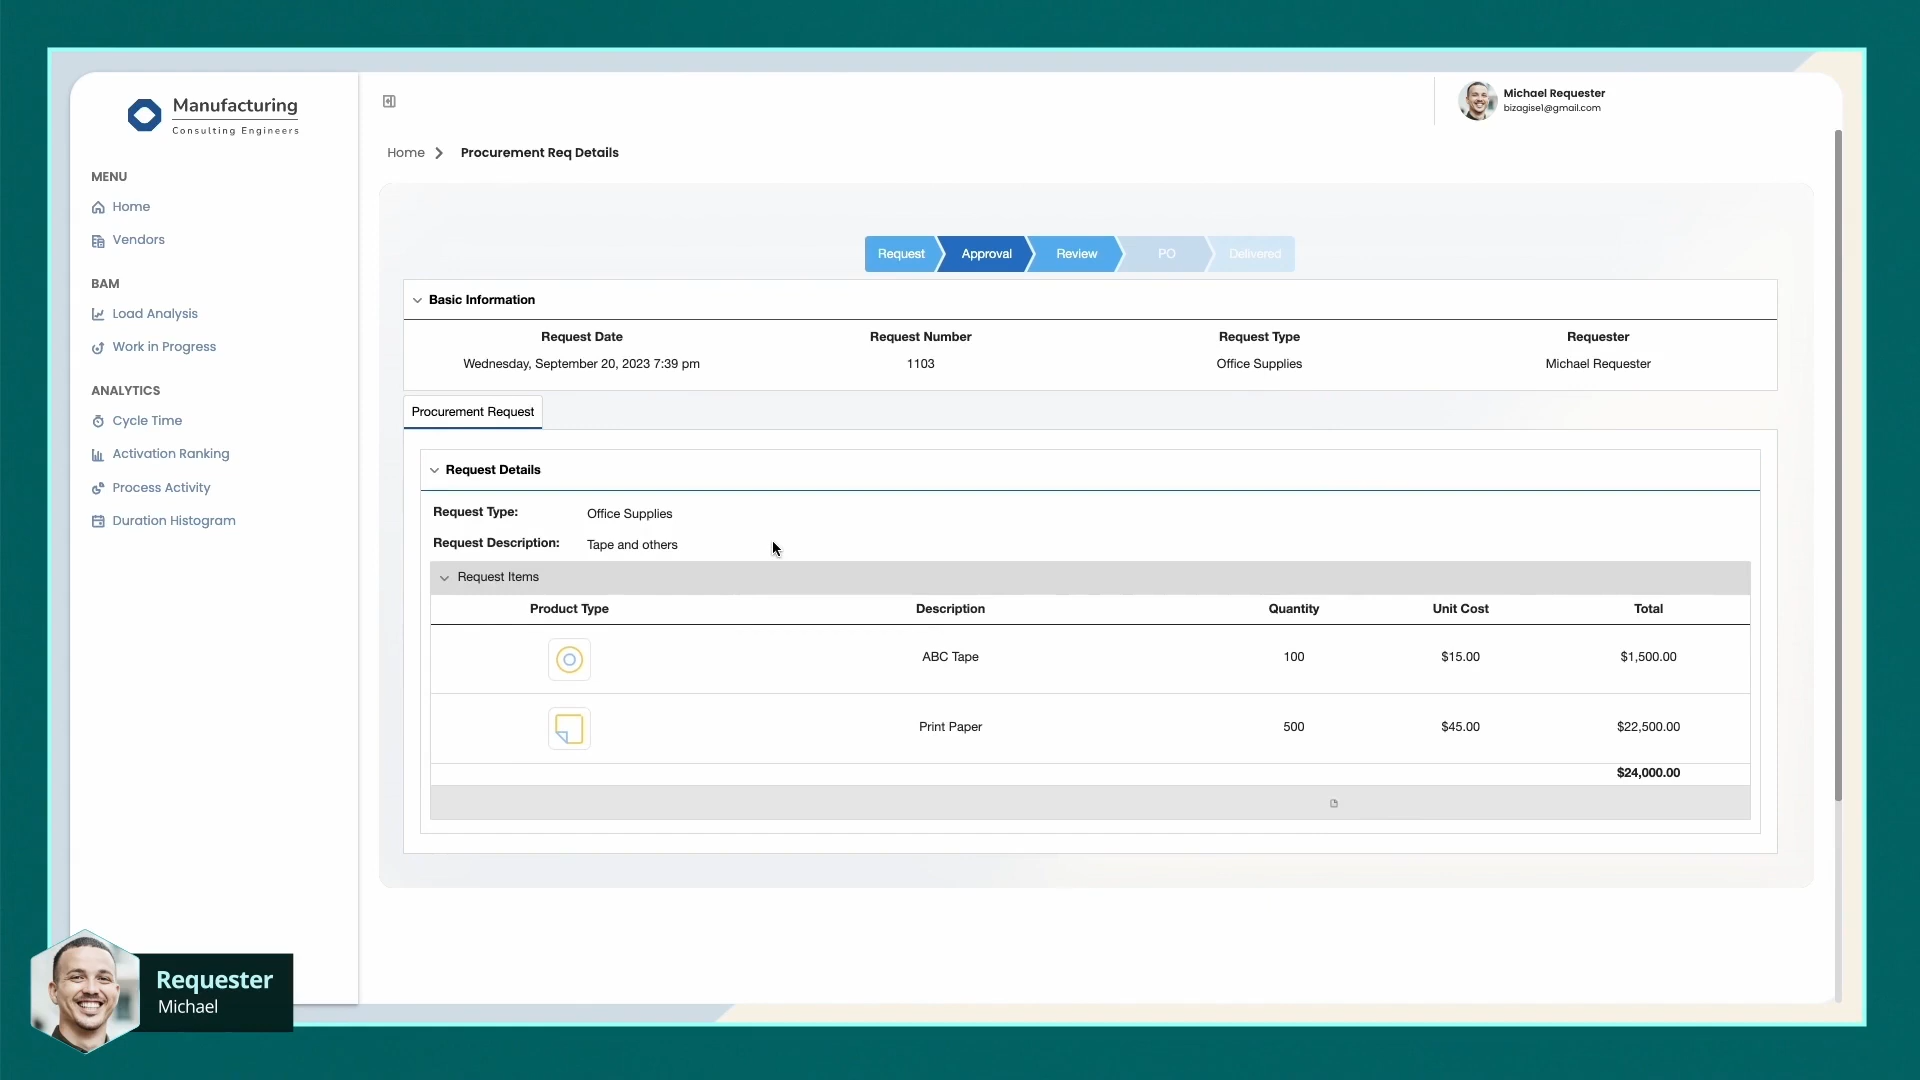 Manufacturing
Consulting Engineers
Michael Requester
bizagise1@gmail.com
Home
Procurement Req Details
MENU
Home
Vendors
BAM
Load Analysis
Work in Progress
ANALYTICS
Cycle Time
Activation Ranking
Process Activity
Duration Histogram
Request Approval Review PO Delivered
Basic Information
Request Date Request Number Request Type Requester
Wednesday, September 20, 2023 7:39 pm 1103 Office Supplies Michael Requester
Procurement Request
Request Details
Request Type: Office Supplies
Request Description: Tape and others
Request Items
Product Type Description Quantity Unit Cost Total
ABC Tape 100 $15.00 $1,500.00
Print Paper 500 $45.00 $22,500.00
$24,000.00
Requester
Michael